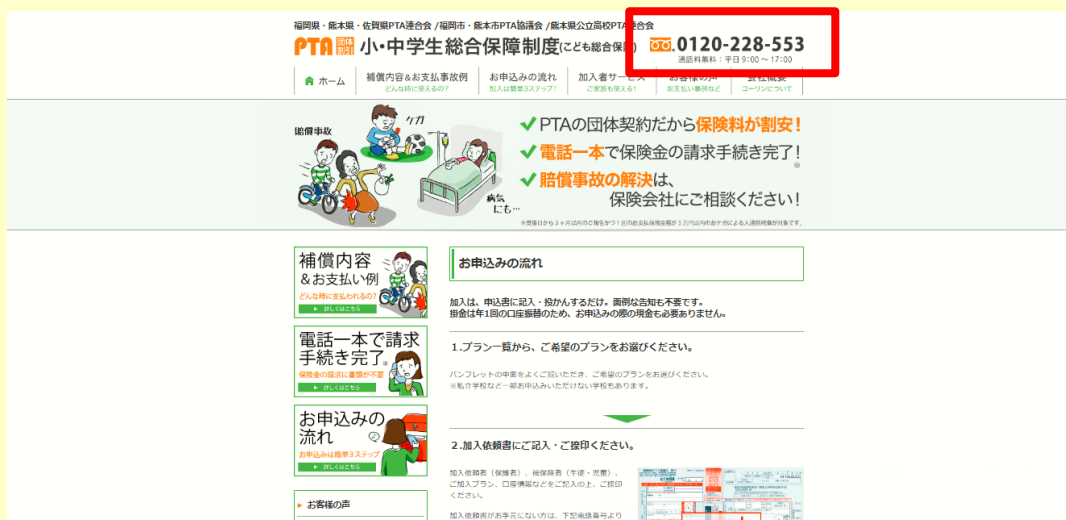 福岡県・熊本県・佐賀県PTA連合会 /福岡市・熊本市PTA協議会 /熊本県公立高校PTA連合会
PTA 団体割引 小・中学生総合保障制度(こども総合保険)
0120-228-553
通話料無料：平日 9:00 ～ 17:00
ホーム
補償内容&お支払事故例
どんな時に使えるの?
お申込みの流れ
加入は簡単3ステップ!
加入者サービス
ご家族も使える!
お客様の声
お支払い事例など
会社概要
コーリンについて
賠償事故
ケガ
病気にも…
PTAの団体契約だから保険料が割安!
電話一本で保険金の請求手続き完了!
※
賠償事故の解決は、
保険会社にご相談ください!
補償内容
&お支払い例
どんな時に支払われるの?
詳しくはこちら
電話一本で請求
手続き完了※
保険金の請求に書類が不要
詳しくはこちら
お申込みの
流れ
お申込みは簡単3ステップ
詳しくはこちら
お客様の声
お申込みの流れ
加入は、申込書に記入・投かんするだけ。面倒な告知も不要です。
掛金は年1回の口座振替のため、お申込みの際の現金も必要ありません。
1.プラン一覧から、ご希望のプランをお選びください。
パンフレットの中面をよくご覧いただき、ご希望のプランをお選びください。
※私立学校など一部お申込みいただけない学校もあります。
2.加入依頼書にご記入・ご捺印ください。
加入依頼者（保護者）、被保険者（生徒・児童）、
ご加入プラン、口座情報などをご記入の上、ご捺印
ください。
加入依頼書がお手元にない方は、下記電話番号より